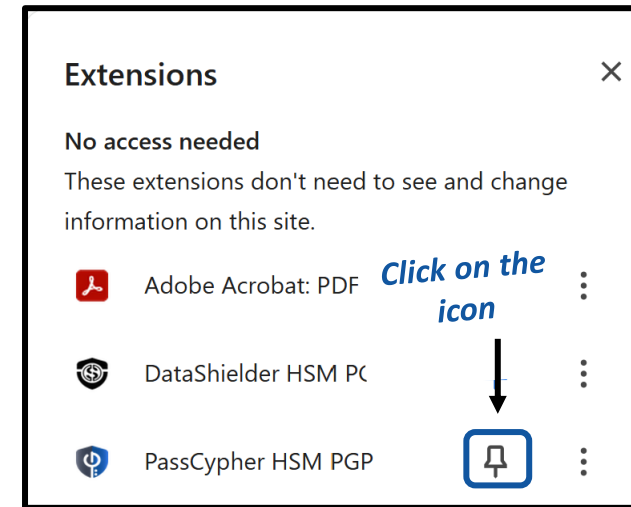 Extensions
No access needed
These extensions don't need to see and change
information on this site.
Adobe Acrobat: PDF
Click on the
icon
DataShielder HSM
PassCypher HSM PGP